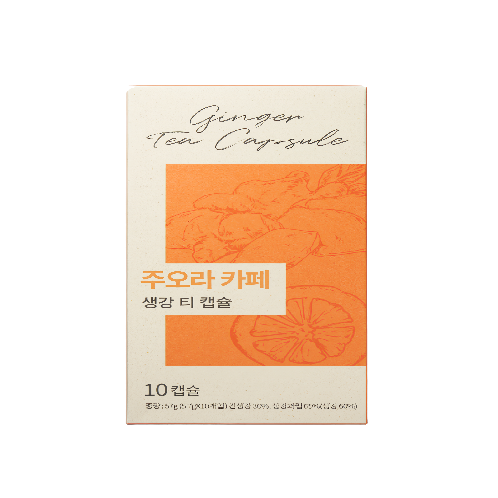 Ginger
Tea Capsule
주오라 카페
생강 티 캡슐
10 캡슐